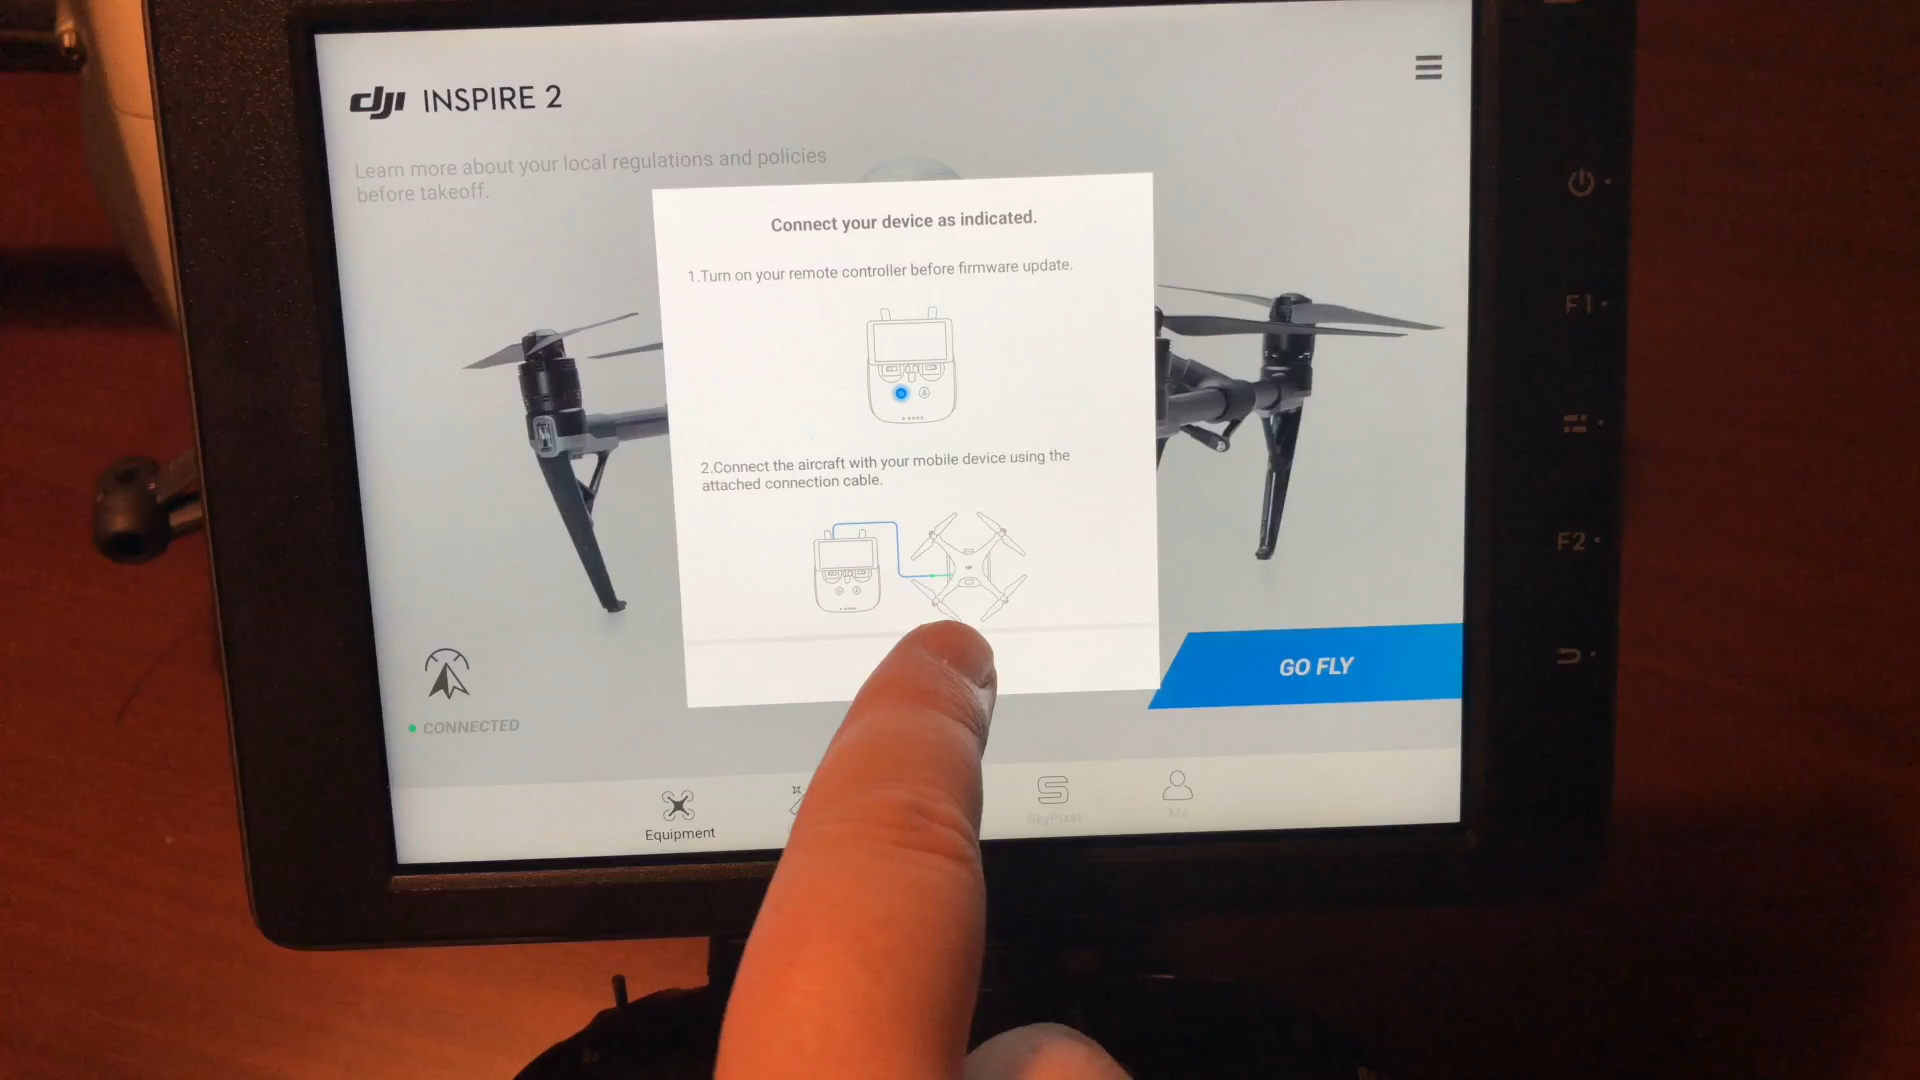 dji INSPIRE 2
Learn more about your local regulations and policies
before takeoff.
Connect your device as indicated.
1.Turn on your remote controller before firmware update.
2.Connect the aircraft with your mobile device using the
attached connection cable.
GO FLY
CONNECTED
Equipment
SkyPixel
Me
F1
F2